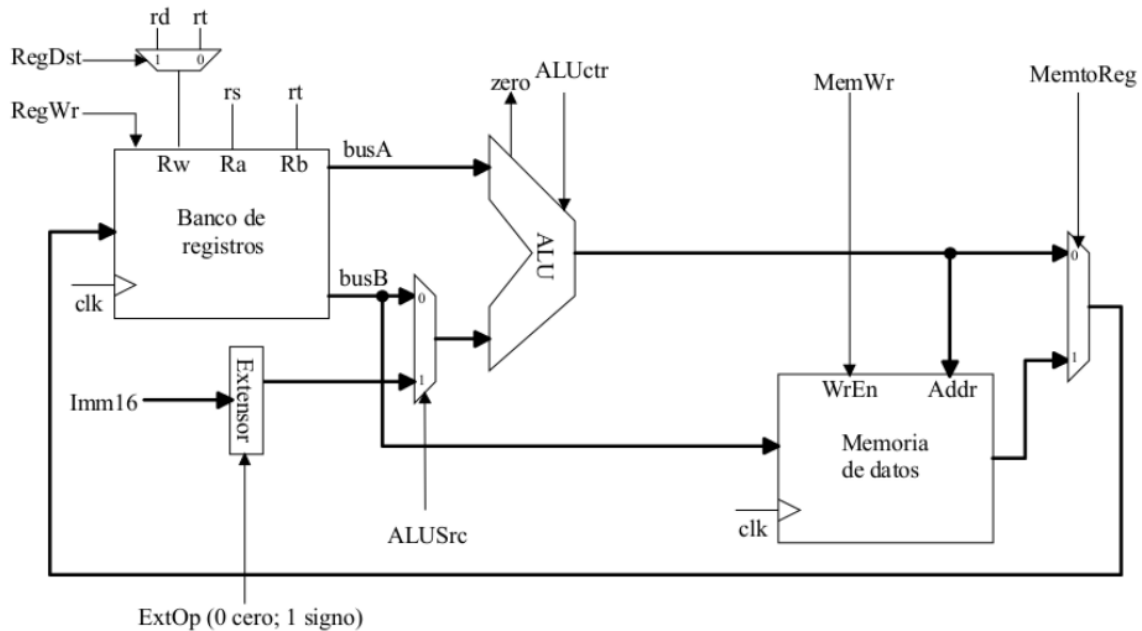 rd rt
RegDst 1 0
RegWr rs rt
zero ALUctr MemWr MemtoReg
Rw Ra Rb busA
Banco de
registros
ALU
0
clk busB 0
Extensor
1
1
Imm16
WrEn Addr
Memoria
de datos
clk
ALUSrc
ExtOp (0 cero; 1 signo)